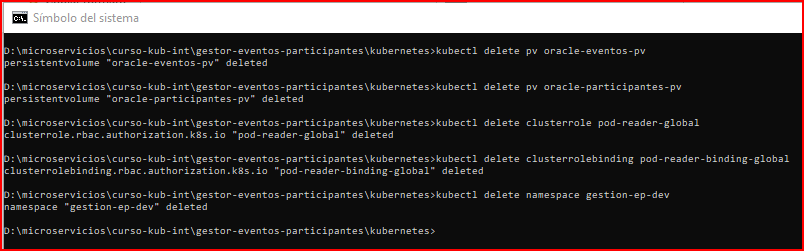 Símbolo del sistema
D:\microservicios\curso-kub-int\gestor-eventos-participantes\kubernetes>kubectl delete pv oracle-eventos-pv
persistentvolume "oracle-eventos-pv" deleted
D:\microservicios\curso-kub-int\gestor-eventos-participantes\kubernetes>kubectl delete pv oracle-participantes-pv
persistentvolume "oracle-participantes-pv" deleted
D:\microservicios\curso-kub-int\gestor-eventos-participantes\kubernetes>kubectl delete clusterrole pod-reader-global
clusterrole.rbac.authorization.k8s.io "pod-reader-global" deleted
D:\microservicios\curso-kub-int\gestor-eventos-participantes\kubernetes>kubectl delete clusterrolebinding pod-reader-binding-global
clusterrolebinding.rbac.authorization.k8s.io "pod-reader-binding-global" deleted
D:\microservicios\curso-kub-int\gestor-eventos-participantes\kubernetes>kubectl delete namespace gestion-ep-dev
namespace "gestion-ep-dev" deleted
D:\microservicios\curso-kub-int\gestor-eventos-participantes\kubernetes>